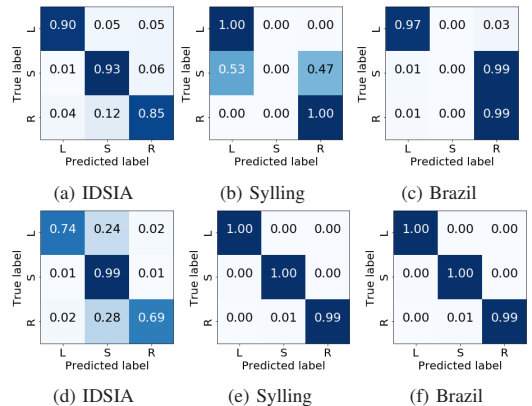 L 0.90 0.05 0.05
S 0.01 0.93 0.06
R 0.04 0.12 0.85
True label
L S R
Predicted label
(a) IDSIA
L 1.00 0.00 0.00
S 0.53 0.00 0.47
R 0.00 0.00 1.00
True label
L S R
Predicted label
(b) Sylling
L 0.97 0.00 0.03
S 0.01 0.00 0.99
R 0.01 0.00 0.99
True label
L S R
Predicted label
(c) Brazil
L 0.74 0.24 0.02
S 0.01 0.99 0.01
R 0.02 0.28 0.69
True label
L S R
Predicted label
(d) IDSIA
L 1.00 0.00 0.00
S 0.00 1.00 0.00
R 0.00 0.01 0.99
True label
L S R
Predicted label
(e) Sylling
L 1.00 0.00 0.00
S 0.00 1.00 0.00
R 0.00 0.01 0.99
True label
L S R
Predicted label
(f) Brazil